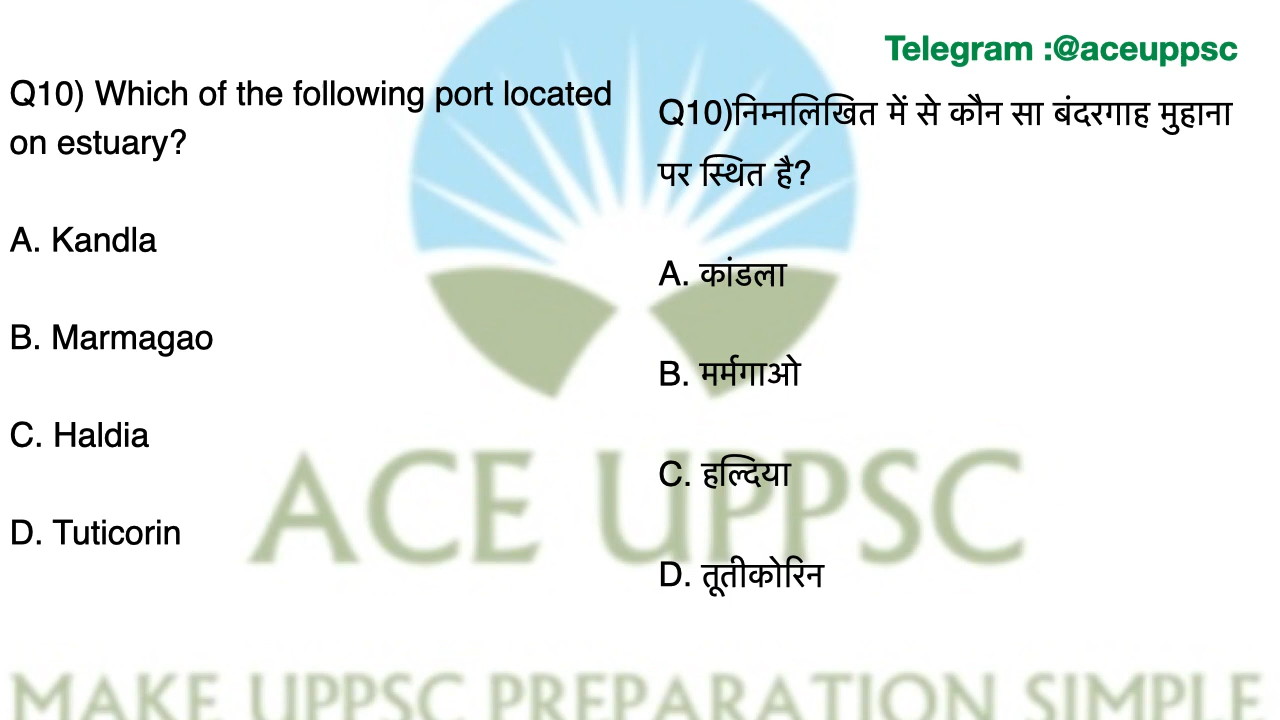 Telegram :@aceuppsc
Q10) Which of the following port located
on estuary?
A. Kandla
B. Marmagao
C. Haldia
D. Tuticorin
Q10)निम्नलिखित में से कौन सा बंदरगाह मुहाना
पर स्थित है?
A. कांडला
B. मर्मगाओ
C. हल्दिया
D. तूतीकोरिन
ACE UPPSC
MAKE UPPSC PREPARATION SIMPLE